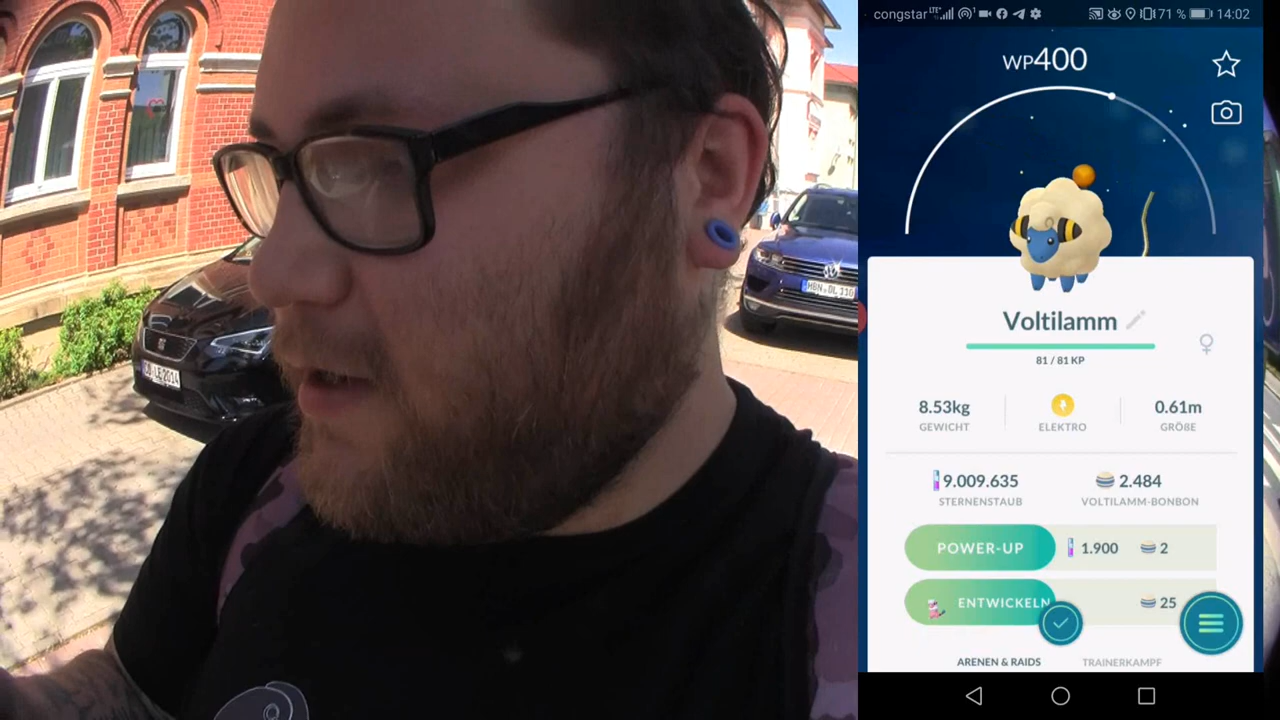 congstar 71 % 14:02
WP400
Voltilamm
81 / 81 KP
8.53kg
GEWICHT
ELEKTRO
0.61m
GRÖßE
9.009.635
STERNENSTAUB
2.484
VOLTILAMM-BONBON
POWER-UP 1.900 2
ENTWICKELN 25
ARENEN & RAIDS TRAINERKAMPF